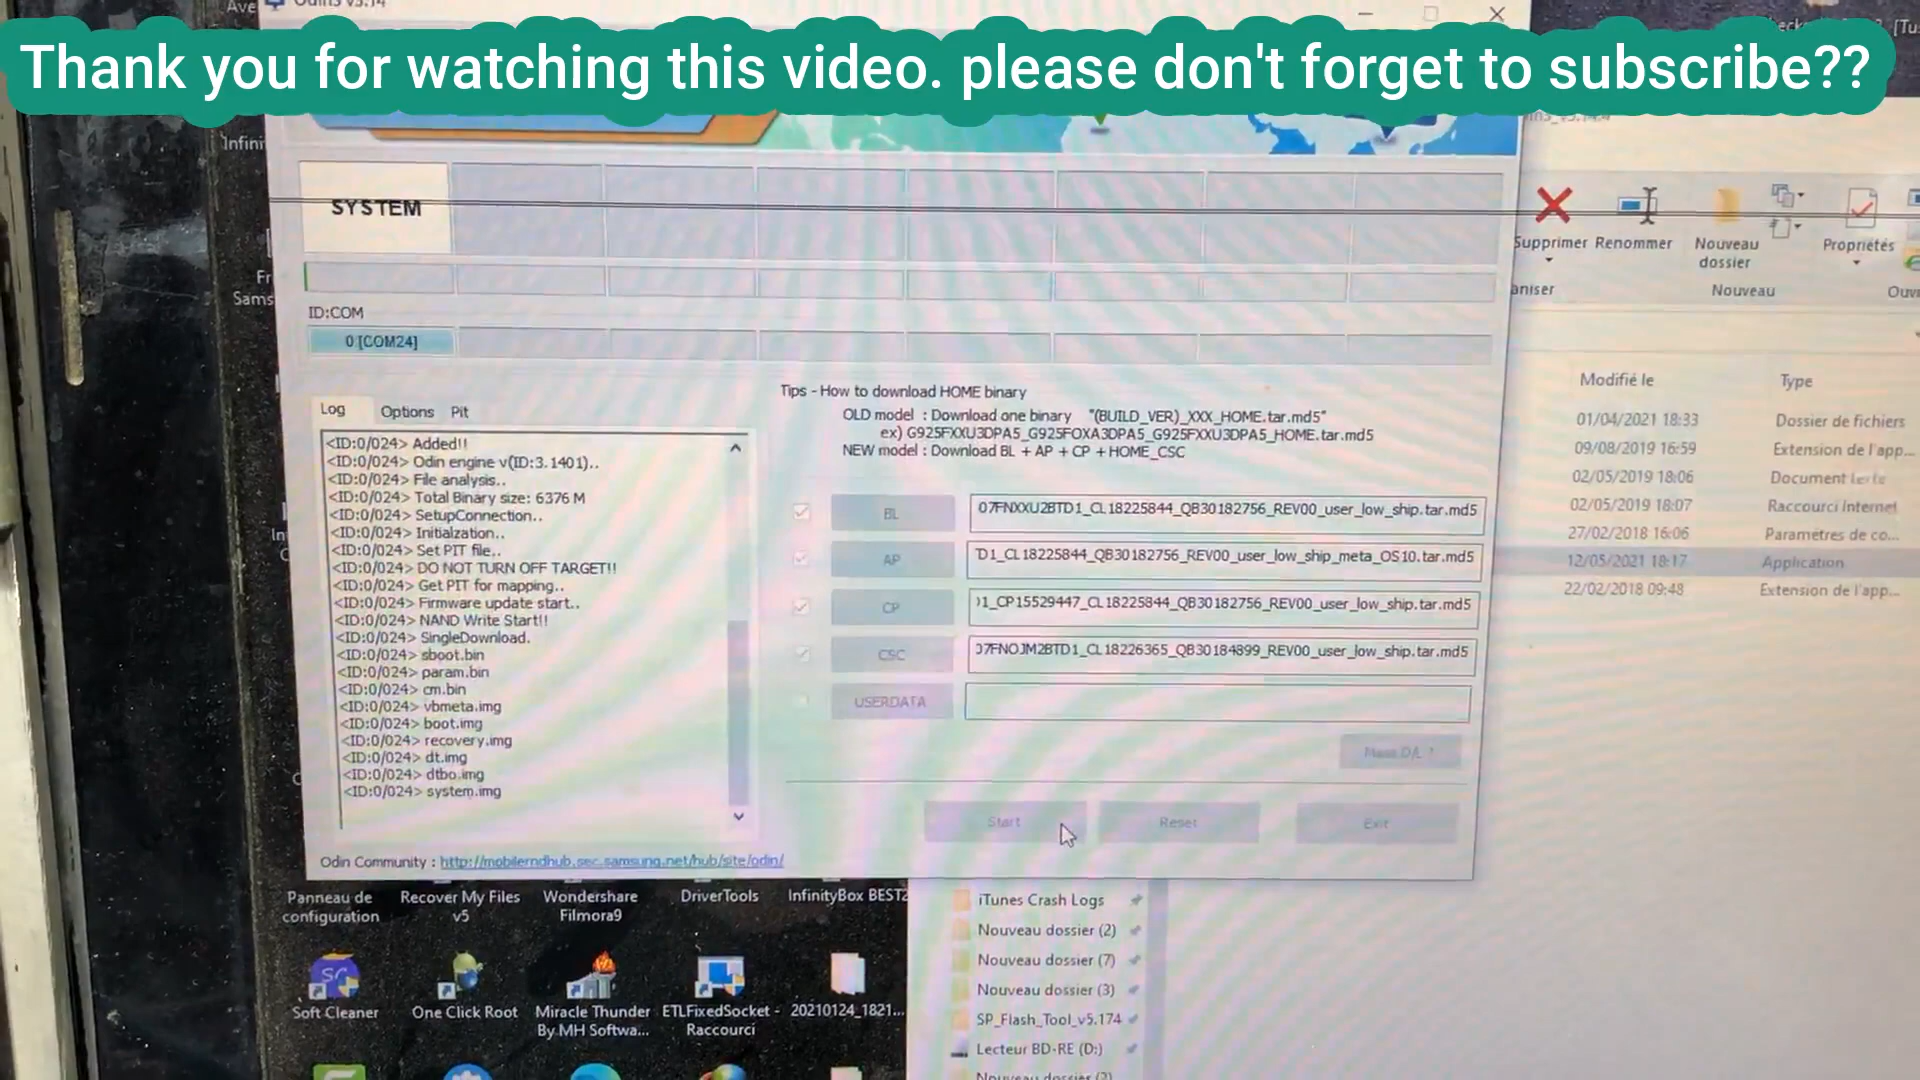 Thank you for watching this video. please don't forget to subscribe??
SYSTEM
ID:COM
0 [COM24]
Log
Options
Pit
<ID:0/024> Added!!
<ID:0/024> Odin engine v(ID:3.1401)..
<ID:0/024> File analysis..
<ID:0/024> Total Binary size: 6376 M
<ID:0/024> SetupConnection..
<ID:0/024> Initialzation..
<ID:0/024> Set PIT file..
<ID:0/024> DO NOT TURN OFF TARGET!!
<ID:0/024> Get PIT for mapping..
<ID:0/024> Firmware update start..
<ID:0/024> NAND Write Start!!
<ID:0/024> SingleDownload.
<ID:0/024> sboot.bin
<ID:0/024> param.bin
<ID:0/024> cm.bin
<ID:0/024> vbmeta.img
<ID:0/024> boot.img
<ID:0/024> recovery.img
<ID:0/024> dt.img
<ID:0/024> dtbo.img
<ID:0/024> system.img
Odin Community : http://mobilerndhub.sec.samsung.net/hub/site/odin/
Tips - How to download HOME binary
OLD model : Download one binary "(BUILD_VER)_XXX_HOME.tar.md5"
ex) G925FXXU3DPA5_G925FOXA3DPA5_G925FXXU3DPA5_HOME.tar.md5
NEW model : Download BL + AP + CP + HOME_CSC
BL
07FNXXU2BTD1_CL18225844_QB30182756_REV00_user_low_ship.tar.md5
AP
D1_CL18225844_QB30182756_REV00_user_low_ship_meta_OS10.tar.md5
CP
1_CP15529447_CL18225844_QB30182756_REV00_user_low_ship.tar.md5
CSC
07FNOJM2BTD1_CL18226365_QB30184899_REV00_user_low_ship.tar.md5
USERDATA
Mass D/L !
Start
Reset
Exit
Supprimer
Renommer
Nouveau dossier
Propriétés
Nouveau
Modifié le
Type
01/04/2021 18:33
Dossier de fichiers
09/08/2019 16:59
Extension de l'app...
02/05/2019 18:06
Document texte
02/05/2019 18:07
Raccourci Internet
27/02/2018 16:06
Paramètres de co...
12/05/2021 18:17
Application
22/02/2018 09:48
Extension de l'app...
Panneau de configuration
Recover My Files v5
Wondershare Filmora9
DriverTools
InfinityBox BEST2
Soft Cleaner
One Click Root
Miracle Thunder By MH Softwa...
ETLFixedSocket - Raccourci
20210124_1821...
iTunes Crash Logs
Nouveau dossier (2)
Nouveau dossier (7)
Nouveau dossier (3)
SP_Flash_Tool_v5.174
Lecteur BD-RE (D:)